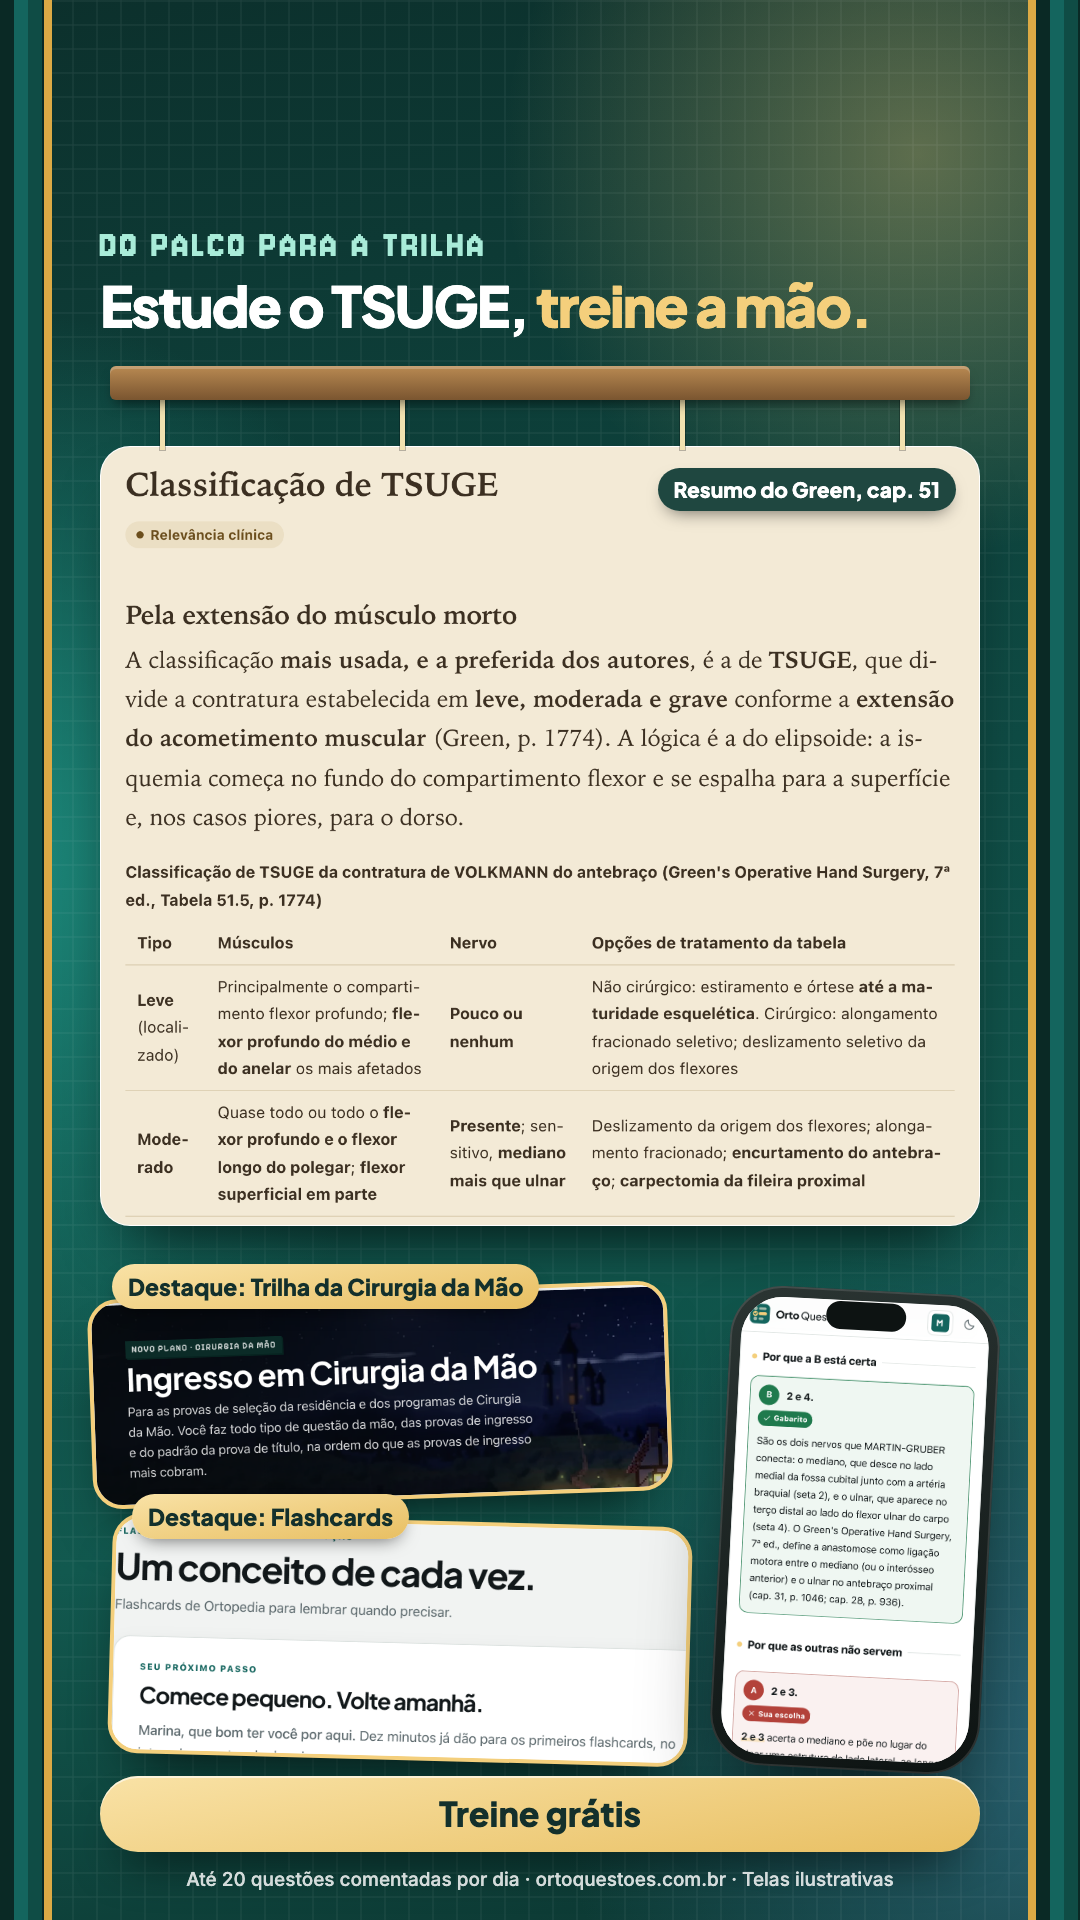 DO PALCO PARA A TRILHA
Estude o TSUGE, treine a mão.
Classificação de TSUGE
Resumo do Green, cap. 51
Relevância clínica
Pela extensão do músculo morto
A classificação mais usada, e a preferida dos autores, é a de TSUGE, que di-
vide a contratura estabelecida em leve, moderada e grave conforme a extensão
do acometimento muscular (Green, p. 1774). A lógica é a do elipsoide: a is-
quemia começa no fundo do compartimento flexor e se espalha para a superfície
e, nos casos piores, para o dorso.
Classificação de TSUGE da contratura de VOLKMANN do antebraço (Green's Operative Hand Surgery, 7ª
ed., Tabela 51.5, p. 1774)
Tipo Músculos Nervo Opções de tratamento da tabela
Leve
(locali-
zado)
Principalmente o comparti-
mento flexor profundo; fle-
xor profundo do médio e
do anelar os mais afetados
Pouco ou
nenhum
Não cirúrgico: estiramento e órtese até a ma-
turidade esquelética. Cirúrgico: alongamento
fracionado seletivo; deslizamento seletivo da
origem dos flexores
Mode-
rado
Quase todo ou todo o fle-
xor profundo e o flexor
longo do polegar; flexor
superficial em parte
Presente; sen-
sitivo, mediano
mais que ulnar
Deslizamento da origem dos flexores; alonga-
mento fracionado; encurtamento do antebra-
ço; carpectomia da fileira proximal
Destaque: Trilha da Cirurgia da Mão
NOVO PLANO · CIRURGIA DA MÃO
Ingresso em Cirurgia da Mão
Para as provas de seleção da residência e dos programas de Cirurgia
da Mão. Você faz todo tipo de questão da mão, das provas de ingresso
e do padrão da prova de título, na ordem do que as provas de ingresso
mais cobram.
Destaque: Flashcards
Um conceito de cada vez.
Flashcards de Ortopedia para lembrar quando precisar.
SEU PRÓXIMO PASSO
Comece pequeno. Volte amanhã.
Marina, que bom ter você por aqui. Dez minutos já dão para os primeiros flashcards, no
Orto Ques
M
Por que a B está certa
B 2 e 4.
Gabarito
São os dois nervos que MARTIN-GRUBER
conecta: o mediano, que desce no lado
medial da fossa cubital junto com a artéria
braquial (seta 2), e o ulnar, que aparece no
terço distal ao lado do flexor ulnar do carpo
(seta 4). O Green's Operative Hand Surgery,
7ª ed., define a anastomose como ligação
motora entre o mediano (ou o interósseo
anterior) e o ulnar no antebraço proximal
(cap. 31, p. 1046; cap. 28, p. 936).
Por que as outras não servem
A 2 e 3.
Sua escolha
2 e 3 acerta o mediano e põe no lugar do
Treine grátis
Até 20 questões comentadas por dia · ortoquestoes.com.br · Telas ilustrativas